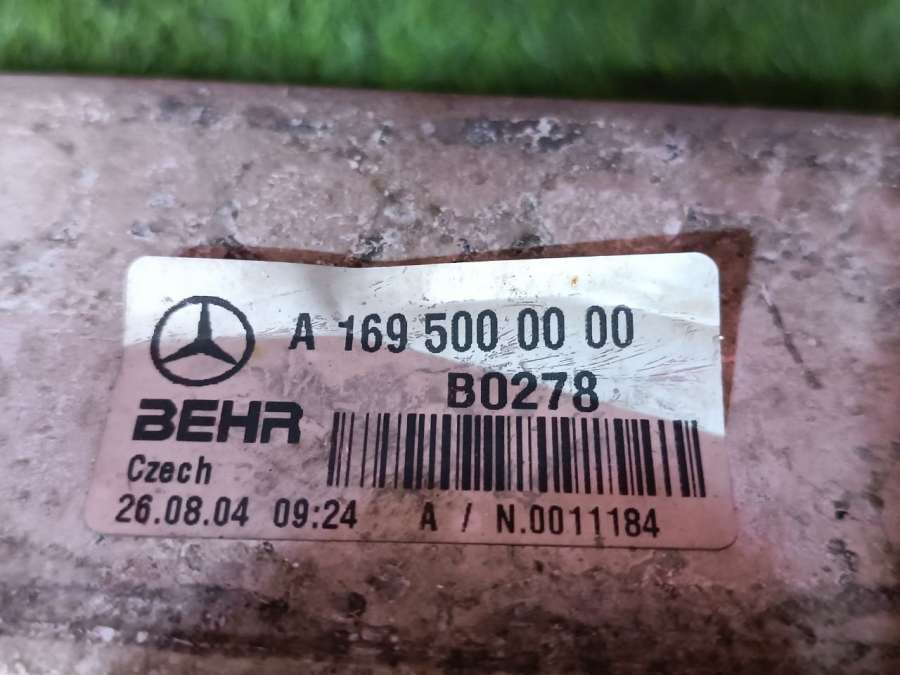 A 169 500 00 00
B0278
BEHR
Czech
26.08.04 09:24 A / N.0011184